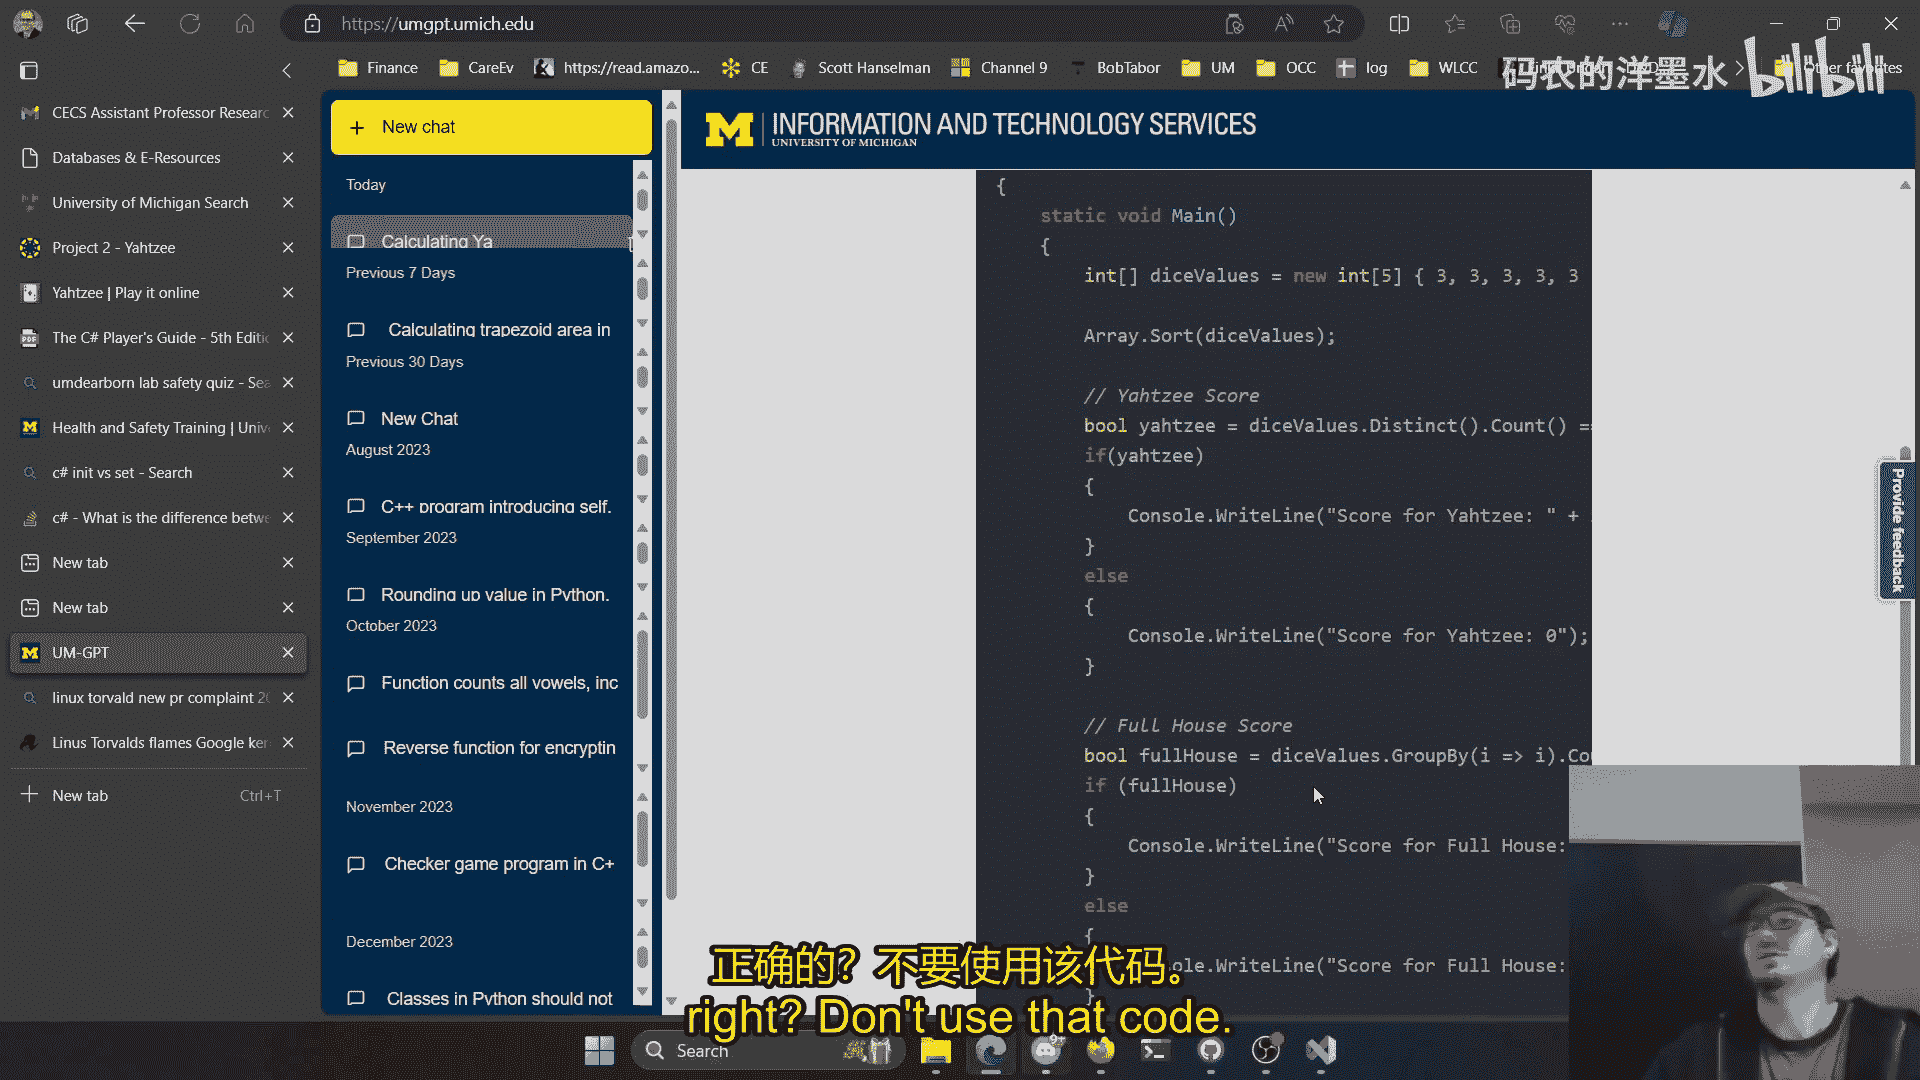 https://umgpt.umich.edu
Finance
CareEv
https://read.amazo...
CE
Scott Hanselman
Channel 9
BobTabor
UM
OCC
log
WLCC
Other favorites
码农的洋墨水
bilibili
CECS Assistant Professor Researc
Databases & E-Resources
University of Michigan Search
Project 2 - Yahtzee
Yahtzee | Play it online
The C# Player's Guide - 5th Editio
umdearborn lab safety quiz - Sea
Health and Safety Training | Unive
c# init vs set - Search
c# - What is the difference betwe
New tab
New tab
UM-GPT
linux torvald new pr complaint 20
Linus Torvalds flames Google ker
New tab
Ctrl+T
New chat
Today
Calculating Ya
Previous 7 Days
Calculating trapezoid area in
Previous 30 Days
New Chat
August 2023
C++ program introducing self.
September 2023
Rounding up value in Python.
October 2023
Function counts all vowels, inc
Reverse function for encryptin
November 2023
Checker game program in C+
December 2023
Classes in Python should not
M INFORMATION AND TECHNOLOGY SERVICES
UNIVERSITY OF MICHIGAN
{
static void Main()
{
int[] diceValues = new int[5] { 3, 3, 3, 3, 3
Array.Sort(diceValues);
// Yahtzee Score
bool yahtzee = diceValues.Distinct().Count() ==
if(yahtzee)
{
Console.WriteLine("Score for Yahtzee: " +
}
else
{
Console.WriteLine("Score for Yahtzee: 0");
}
// Full House Score
bool fullHouse = diceValues.GroupBy(i => i).Cou
if (fullHouse)
{
Console.WriteLine("Score for Full House:
}
else
{
le.WriteLine("Score for Full House:
}
Provide feedback
正确的？不要使用该代码。
right? Don't use that code.
Search
9+